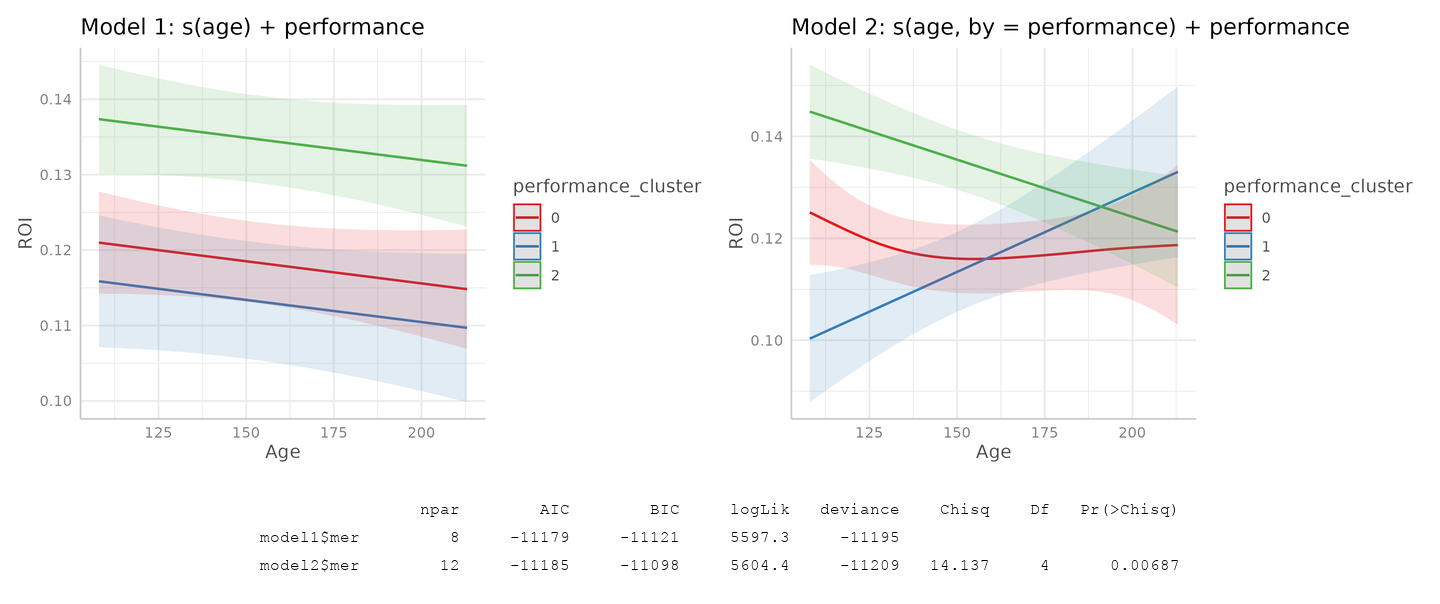 Model 1: s(age) + performance
0.14
0.13
0.12
0.11
0.10
ROI
125 150 175 200
Age
performance_cluster
0
1
2
Model 2: s(age, by = performance) + performance
0.14
0.12
0.10
ROI
125 150 175 200
Age
performance_cluster
0
1
2
npar AIC BIC logLik deviance Chisq Df Pr(>Chisq)
model1$mer 8 -11179 -11121 5597.3 -11195
model2$mer 12 -11185 -11098 5604.4 -11209 14.137 4 0.00687